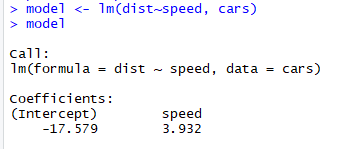 > model <- lm(dist~speed, cars)
> model
Call:
lm(formula = dist ~ speed, data = cars)
Coefficients:
(Intercept)        speed
    -17.579        3.932